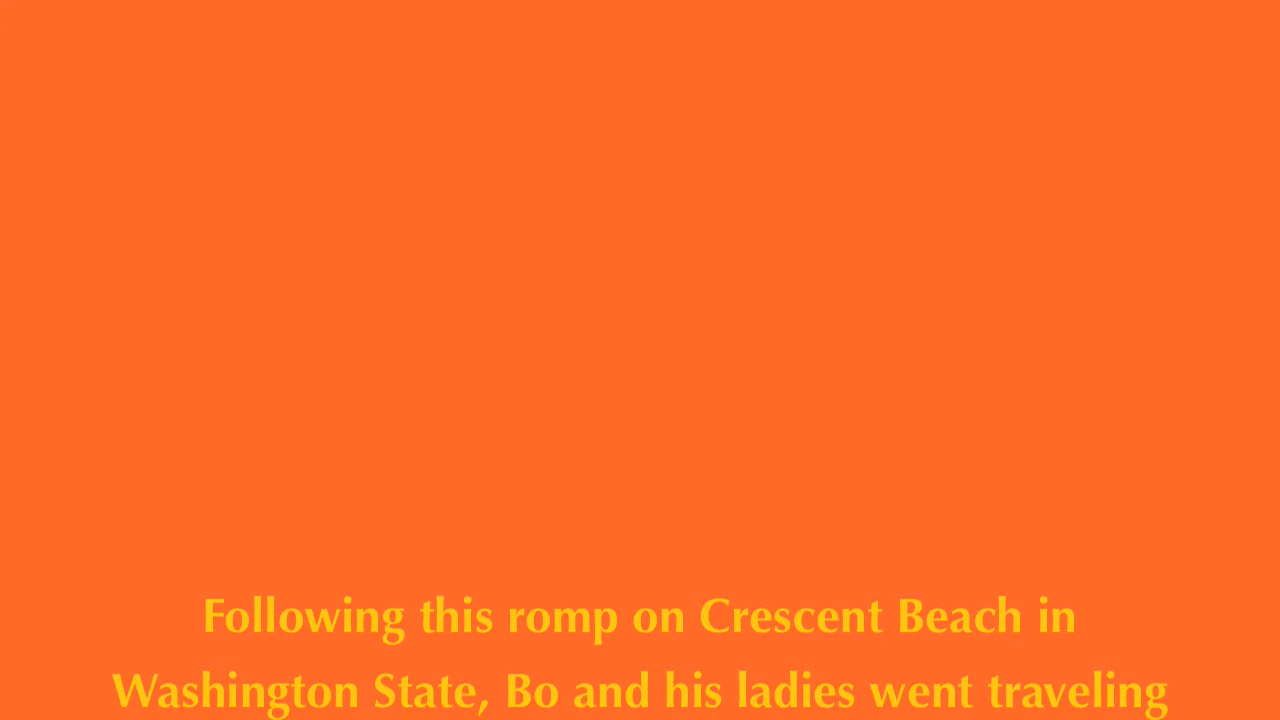 Following this romp on Crescent Beach in
Washington State, Bo and his ladies went traveling